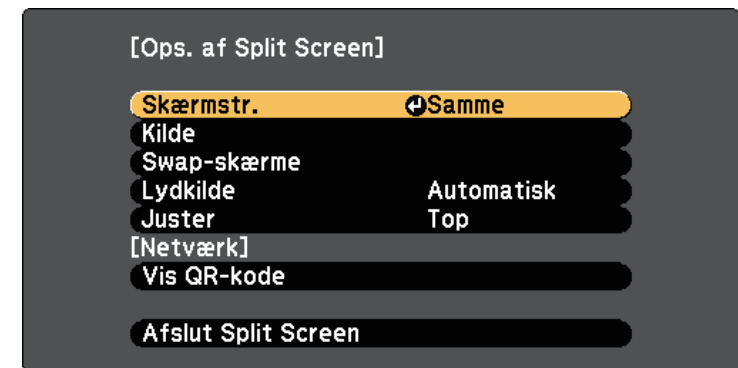 [Ops. af Split Screen]
Skærmstr. Samme
Kilde
Swap-skærme
Lydkilde Automatisk
Juster Top
[Netværk]
Vis QR-kode
Afslut Split Screen